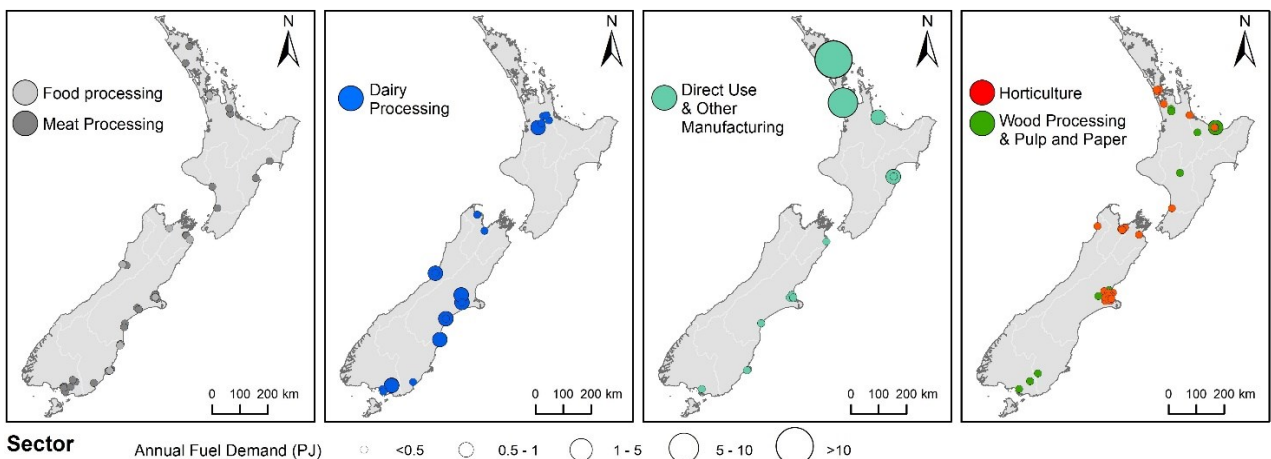 N
Food processing
Meat Processing
0 100 200 km
N
Dairy
Processing
0 100 200 km
N
Direct Use
& Other
Manufacturing
0 100 200 km
N
Horticulture
Wood Processing
& Pulp and Paper
0 100 200 km
Sector Annual Fuel Demand (PJ) <0.5 0.5 - 1 1 - 5 5 - 10 >10